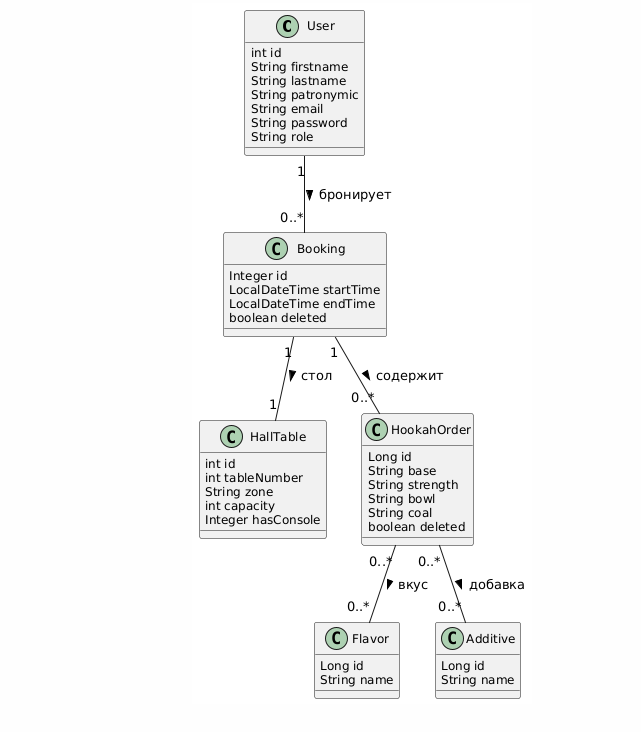 C User
int id
String firstname
String lastname
String patronymic
String email
String password
String role
1
бронирует
0..*
C Booking
Integer id
LocalDateTime startTime
LocalDateTime endTime
boolean deleted
1 1
стол содержит
1 0..*
C HallTable
int id
int tableNumber
String zone
int capacity
Integer hasConsole
C HookahOrder
Long id
String base
String strength
String bowl
String coal
boolean deleted
0..* 0..*
вкус добавка
0..* 0..*
C Flavor
Long id
String name
C Additive
Long id
String name